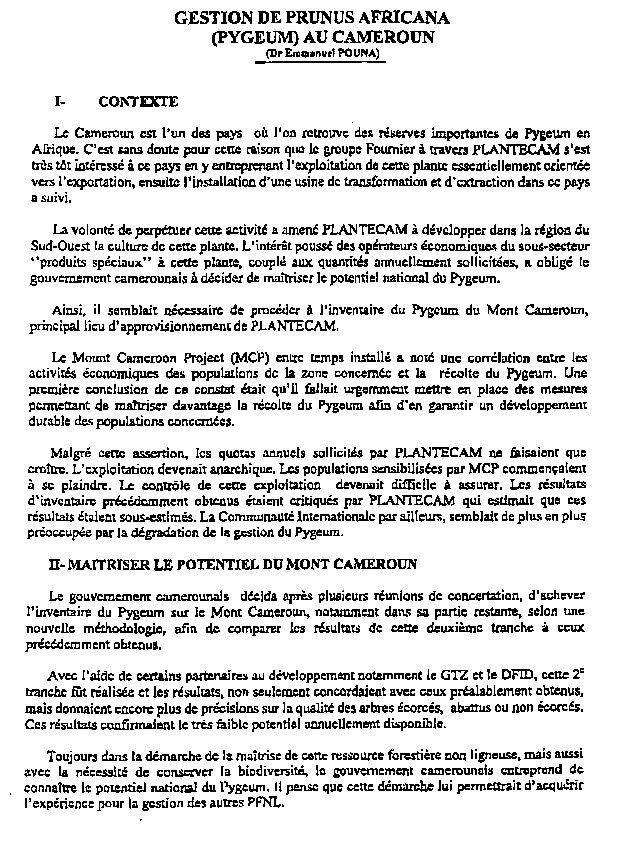 GESTION DE PRUNUS AFRICANA
(PYGEUM) AU CAMEROUN
(Dr Emmanuel POUNA)
I- CONTEXTE
Le Cameroun est l'un des pays où l'on retrouve des réserves importantes de Pygeum en
Afrique. C'est sans doute pour cette raison que le groupe Fournier à travers PLANTECAM s'est
très tôt intéressé à ce pays en y entreprenant l'exploitation de cette plante essentiellement orientée
vers l'exportation, ensuite l'installation d'une usine de transformation et d'extraction dans ce pays
a suivi.
La volonté de perpétuer cette activité a amené PLANTECAM à développer dans la région du
Sud-Ouest la culture de cette plante. L'intérêt poussé des opérateurs économiques du sous-secteur
''produits spéciaux'' à cette plante, couplé aux quantités annuellement sollicitées, a obligé le
gouvernement camerounais à décider de maîtriser le potentiel national du Pygeum.
Ainsi, il semblait nécessaire de procéder à l'inventaire du Pygeum du Mont Cameroun,
principal lieu d'approvisionnement de PLANTECAM.
Le Mount Cameroon Project (MCP) entre temps installé a noté une corrélation entre les
activités économiques des populations de la zone concernée et la récolte du Pygeum. Une
première conclusion de ce constat était qu'il fallait urgemment mettre en place des mesures
permettant de maîtriser davantage la récolte du Pygeum afin d'en garantir un développement
durable des populations concernées.
Malgré cette assertion, les quotas annuels sollicités par PLANTECAM ne faisaient que
croître. L'exploitation devenait anarchique. Les populations sensibilisées par MCP commençaient
à se plaindre. Le contrôle de cette exploitation devenait difficile à assurer. Les résultats
d'inventaire précédemment obtenus étaient critiqués par PLANTECAM qui estimait que ces
résultats étaient sous-estimés. La Communauté Internationale par ailleurs, semblait de plus en plus
préoccupée par la dégradation de la gestion du Pygeum.
II- MAITRISER LE POTENTIEL DU MONT CAMEROUN
Le gouvernement camerounais décida après plusieurs réunions de concertation, d'achever
l'inventaire du Pygeum sur le Mont Cameroun, notamment dans sa partie restante, selon une
nouvelle méthodologie, afin de comparer les résultats de cette deuxième tranche à ceux
précédemment obtenus.
Avec l'aide de certains partenaires au développement notamment le GTZ et le DFID, cette 2e
tranche fût réalisée et les résultats, non seulement concordaient avec ceux préalablement obtenus,
mais donnaient encore plus de précisions sur la qualité des arbres écorcés, abattus ou non écorcés.
Ces résultats confirmaient le très faible potentiel annuellement disponible.
Toujours dans la démarche de la maîtrise de cette ressource forestière non ligneuse, mais aussi
avec la nécessité de conserver la biodiversité, le gouvernement camerounais entreprend de
connaître le potentiel national du Pygeum. Il pense que cette démarche lui permettrait d'acquérir
l'expérience pour la gestion des autres PFNL.